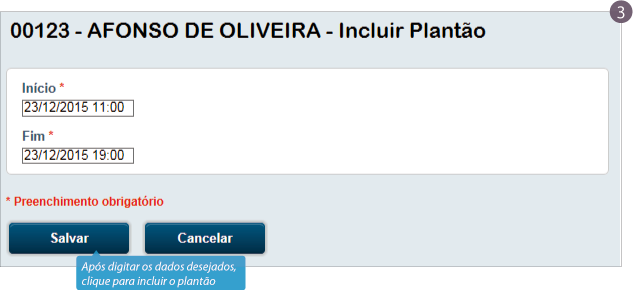 3
00123 - AFONSO DE OLIVEIRA - Incluir Plantão
Início *
23/12/2015 11:00
Fim *
23/12/2015 19:00
* Preenchimento obrigatório
Salvar Cancelar
Após digitar os dados desejados,
clique para incluir o plantão